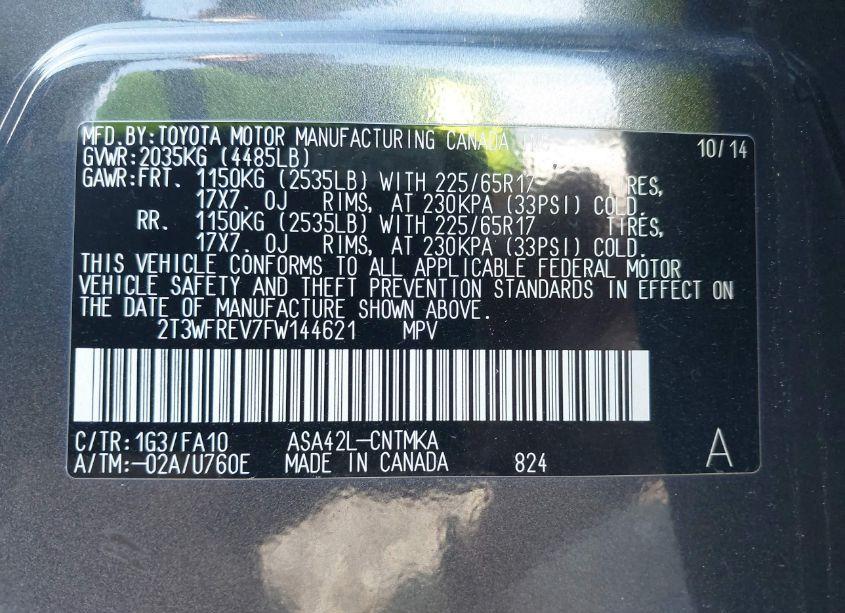 MFD.BY:TOYOTA MOTOR MANUFACTURING CANADA INC. 10/14
GVWR:2035KG (4485LB)
GAWR:FRT. 1150KG (2535LB) WITH 225/65R17 TIRES,
17X7.0J RIMS, AT 230KPA (33PSI) COLD.
RR. 1150KG (2535LB) WITH 225/65R17 TIRES,
17X7.0J RIMS, AT 230KPA (33PSI) COLD.
THIS VEHICLE CONFORMS TO ALL APPLICABLE FEDERAL MOTOR
VEHICLE SAFETY AND THEFT PREVENTION STANDARDS IN EFFECT ON
THE DATE OF MANUFACTURE SHOWN ABOVE.
2T3WFREV7FW144621 MPV
C/TR:1G3/FA10 ASA42L-CNTMKA
A/TM:-02A/U760E MADE IN CANADA 824 A